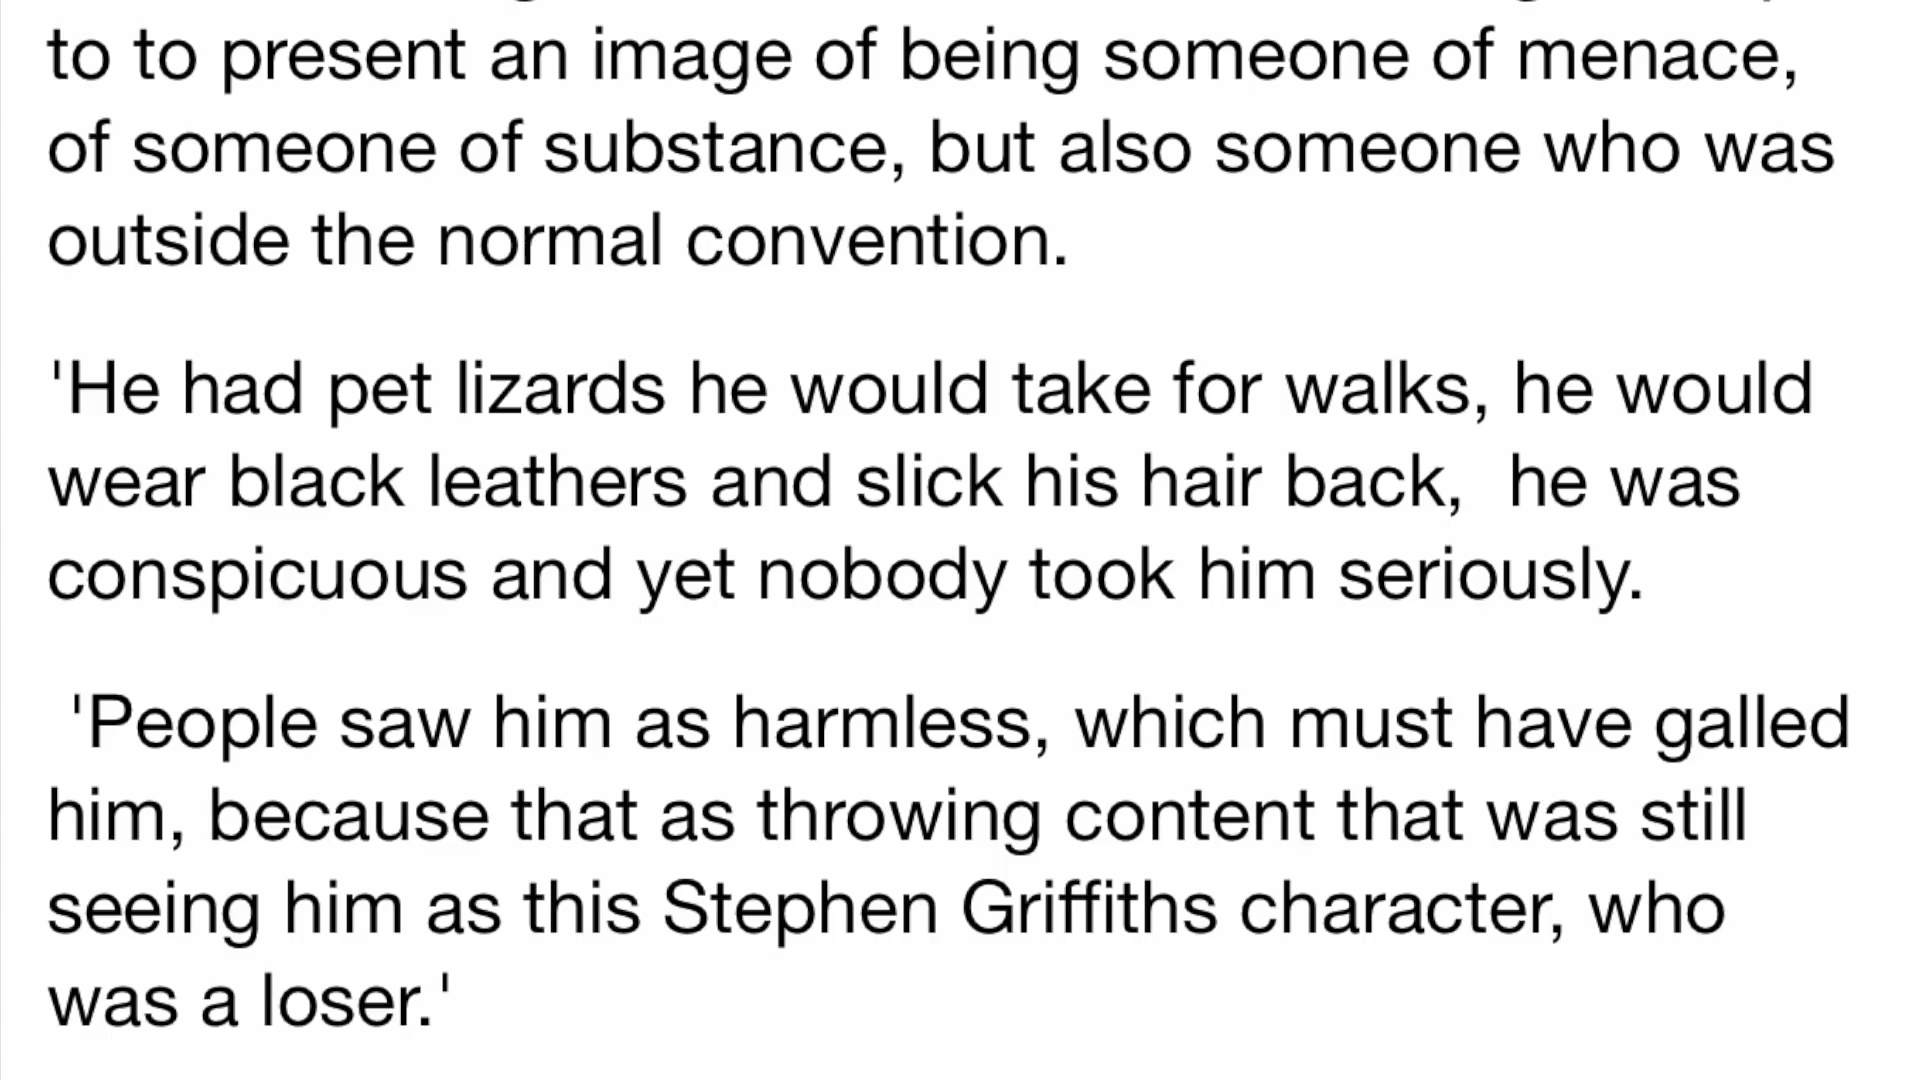 to to present an image of being someone of menace,
of someone of substance, but also someone who was
outside the normal convention.
'He had pet lizards he would take for walks, he would
wear black leathers and slick his hair back,  he was
conspicuous and yet nobody took him seriously.
'People saw him as harmless, which must have galled
him, because that as throwing content that was still
seeing him as this Stephen Griffiths character, who
was a loser.'